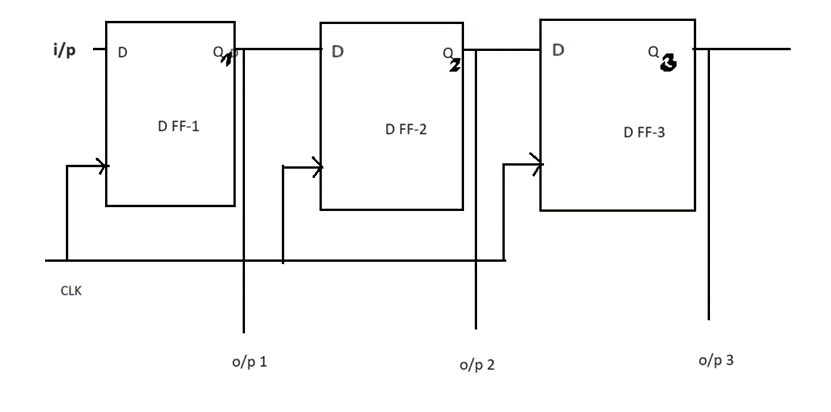 i/p
D
Q1
D
Q2
D
Q3
D FF-1
D FF-2
D FF-3
CLK
o/p 1
o/p 2
o/p 3